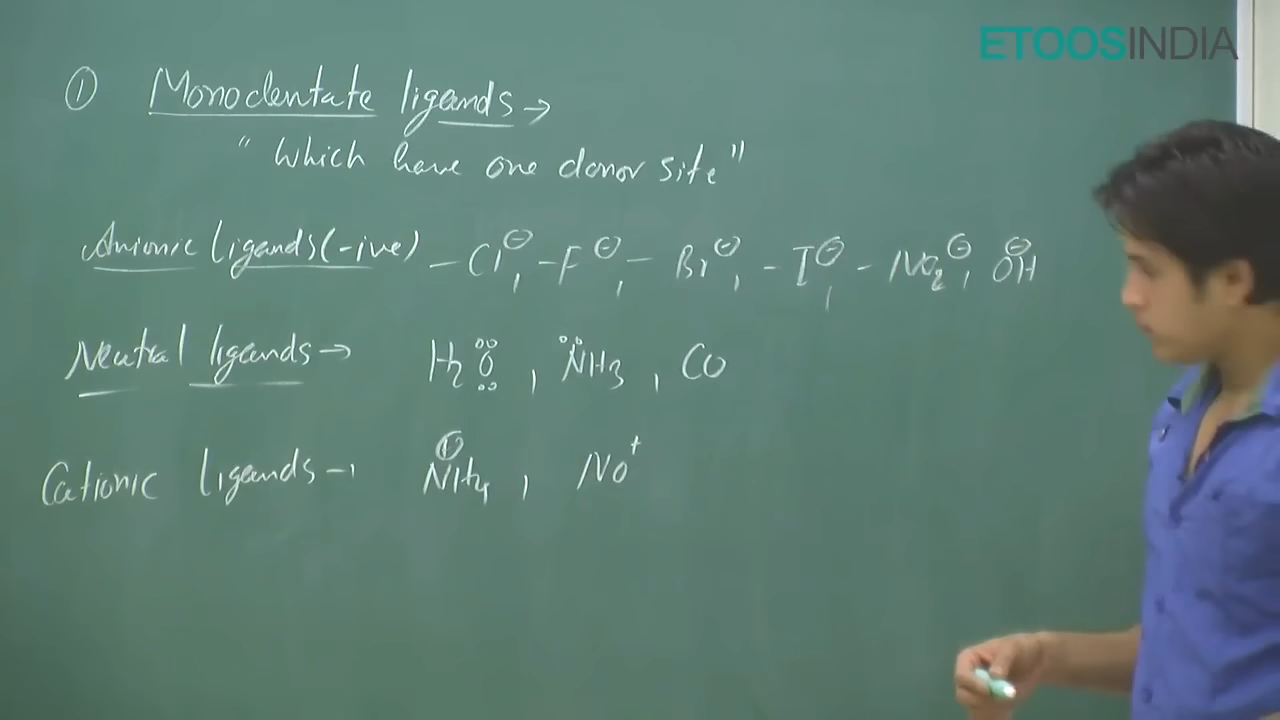 ETOOSINDIA
① Monodentate ligands →
" Which have one donor site "
Anionic ligands(-ive) – Cl⊖, – F⊖, – Br⊖, – I⊖, – NO₂⊖, OH⊖
Neutral ligands → H₂O, NH₃, CO
Cationic ligands – NH₄⊕, NO⁺